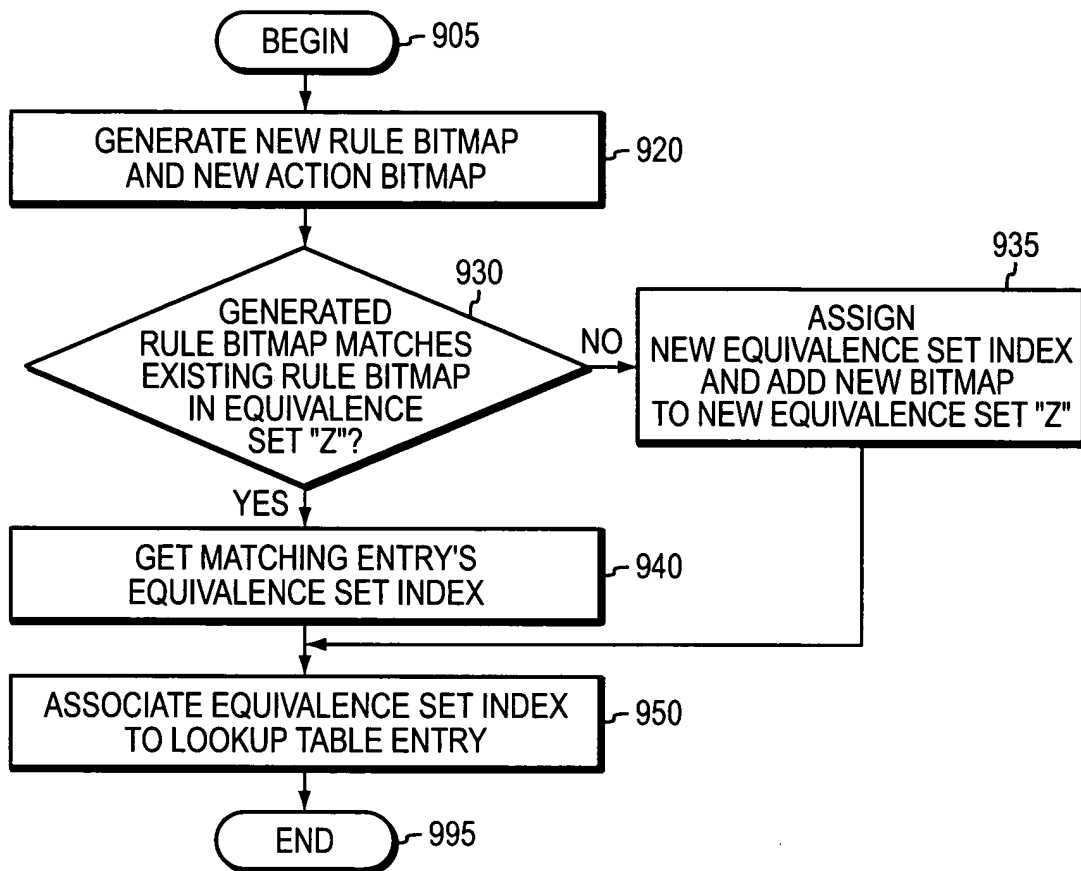 BEGIN
905
GENERATE NEW RULE BITMAP
AND NEW ACTION BITMAP
920
930
GENERATED
RULE BITMAP MATCHES
EXISTING RULE BITMAP
IN EQUIVALENCE
SET "Z"?
NO
935
ASSIGN
NEW EQUIVALENCE SET INDEX
AND ADD NEW BITMAP
TO NEW EQUIVALENCE SET "Z"
YES
GET MATCHING ENTRY'S
EQUIVALENCE SET INDEX
940
ASSOCIATE EQUIVALENCE SET INDEX
TO LOOKUP TABLE ENTRY
950
END
995